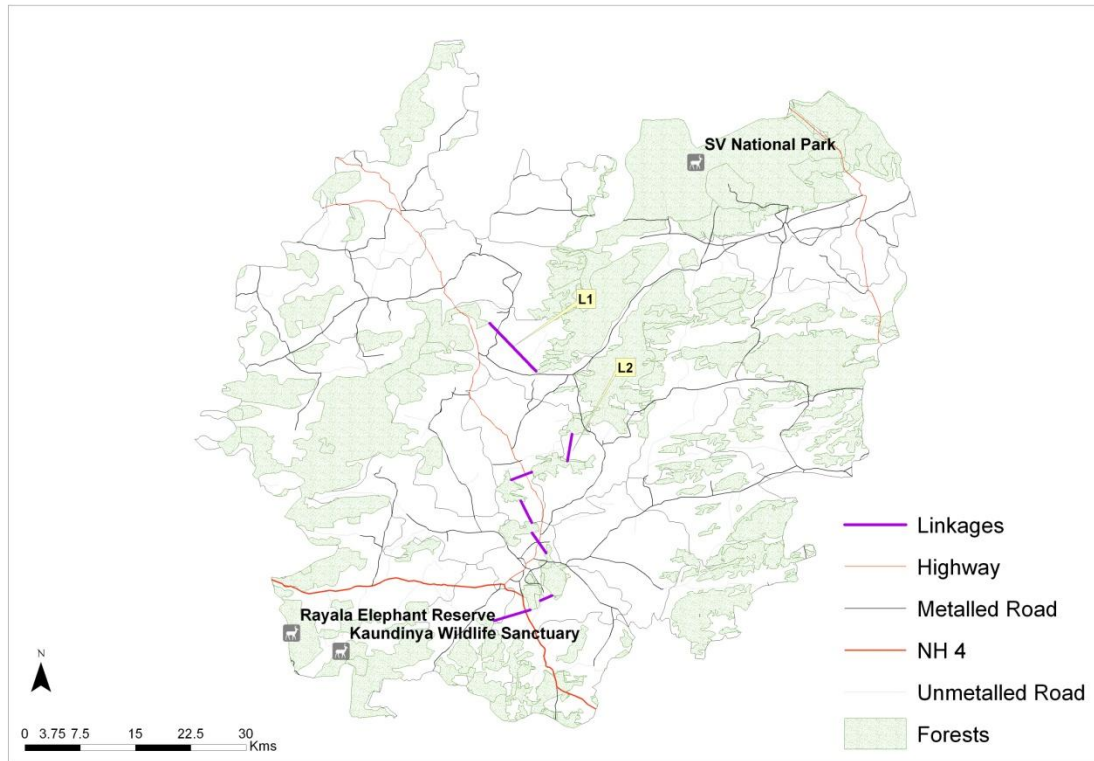 SV National Park
L1
L2
Rayala Elephant Reserve
Kaundinya Wildlife Sanctuary
Linkages
Highway
Metalled Road
NH 4
Unmetalled Road
Forests
N
0 3.75 7.5 15 22.5 30
Kms